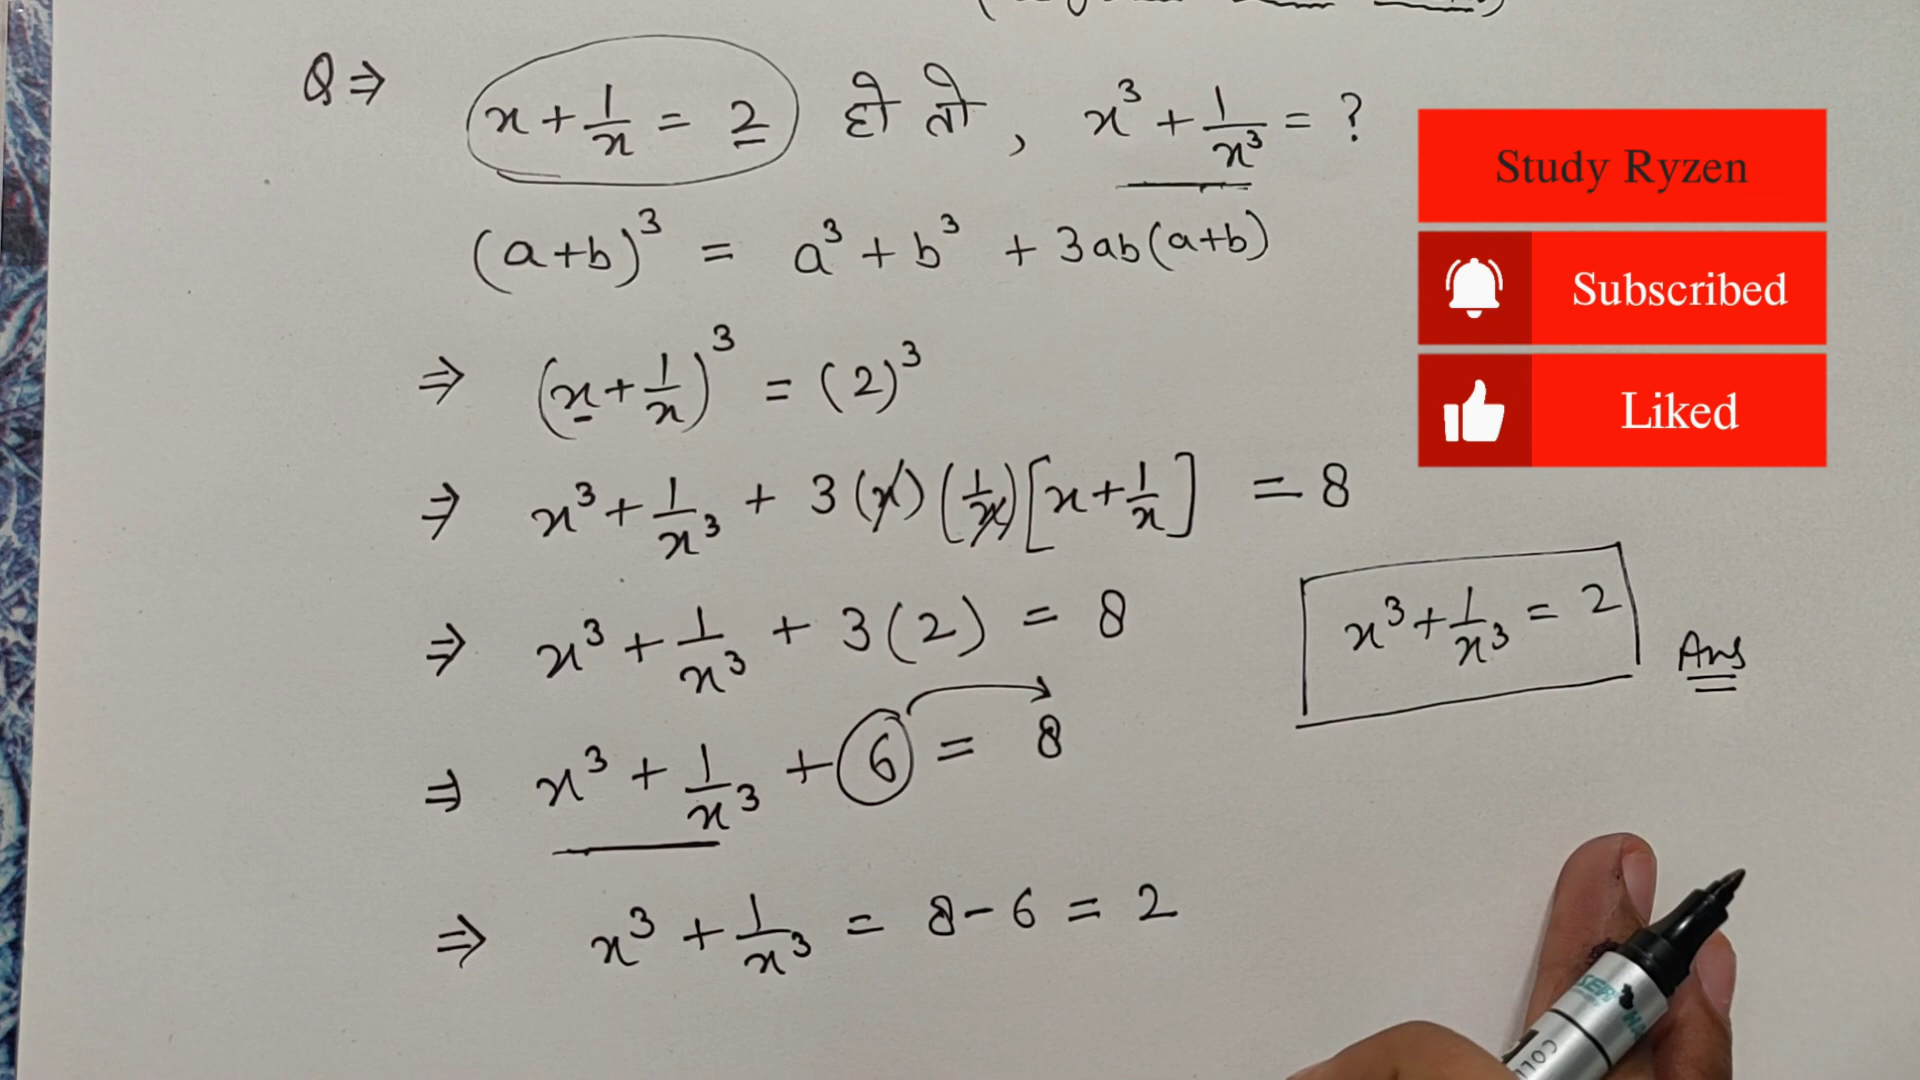 Q ⇒ x + 1/x = 2 हो तो , x³ + 1/x³ = ?
(a+b)³ = a³ + b³ + 3ab(a+b)
⇒ (x + 1/x)³ = (2)³
⇒ x³ + 1/x³ + 3(x)(1/x)[x + 1/x] = 8
⇒ x³ + 1/x³ + 3(2) = 8
⇒ x³ + 1/x³ + 6 = 8
⇒ x³ + 1/x³ = 8 - 6 = 2
x³ + 1/x³ = 2 Ans
Study Ryzen
Subscribed
Liked